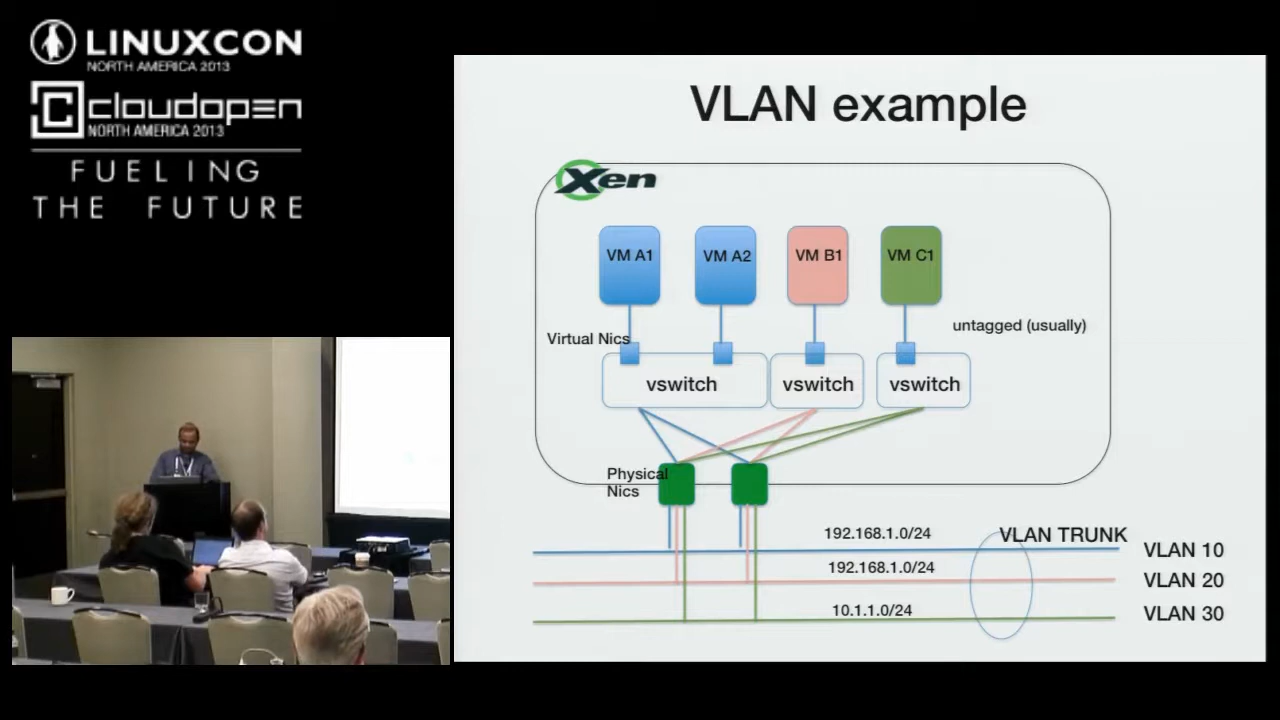 LINUXCON
NORTH AMERICA 2013
cloudopen
NORTH AMERICA 2013
FUELING
THE FUTURE
VLAN example
Xen
VM A1
VM A2
VM B1
VM C1
untagged (usually)
Virtual Nics
vswitch
vswitch
vswitch
Physical
Nics
192.168.1.0/24
VLAN TRUNK
VLAN 10
192.168.1.0/24
VLAN 20
10.1.1.0/24
VLAN 30